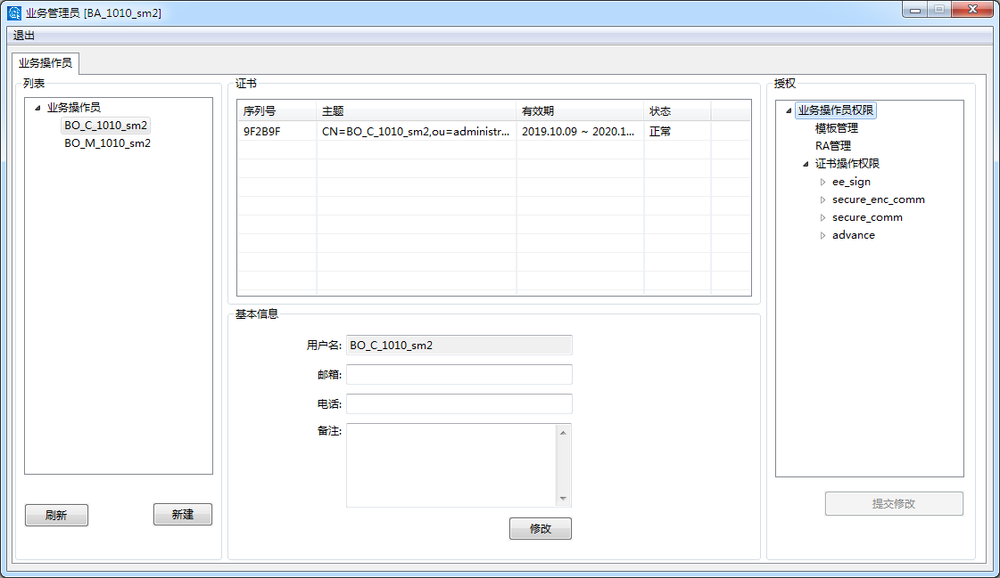 业务管理员 [BA_1010_sm2]
退出
业务操作员
列表
业务操作员
BO_C_1010_sm2
BO_M_1010_sm2
刷新
新建
证书
序列号 主题 有效期 状态
9F2B9F CN=BO_C_1010_sm2,ou=administr... 2019.10.09 ~ 2020.1... 正常
基本信息
用户名: BO_C_1010_sm2
邮箱:
电话:
备注:
修改
授权
业务操作员权限
模板管理
RA管理
证书操作权限
ee_sign
secure_enc_comm
secure_comm
advance
提交修改